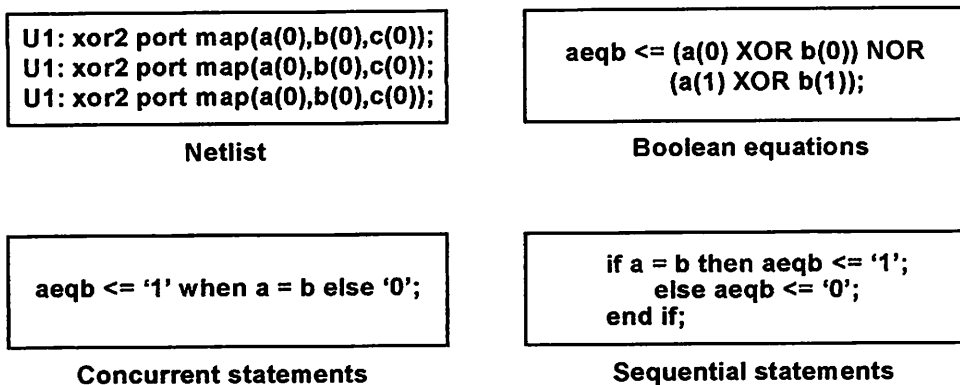 U1: xor2 port map(a(0),b(0),c(0));
U1: xor2 port map(a(0),b(0),c(0));
U1: xor2 port map(a(0),b(0),c(0));
Netlist
aeqb <= (a(0) XOR b(0)) NOR
(a(1) XOR b(1));
Boolean equations
aeqb <= ‘1’ when a = b else ‘0’;
Concurrent statements
if a = b then aeqb <= ‘1’;
else aeqb <= ‘0’;
end if;
Sequential statements